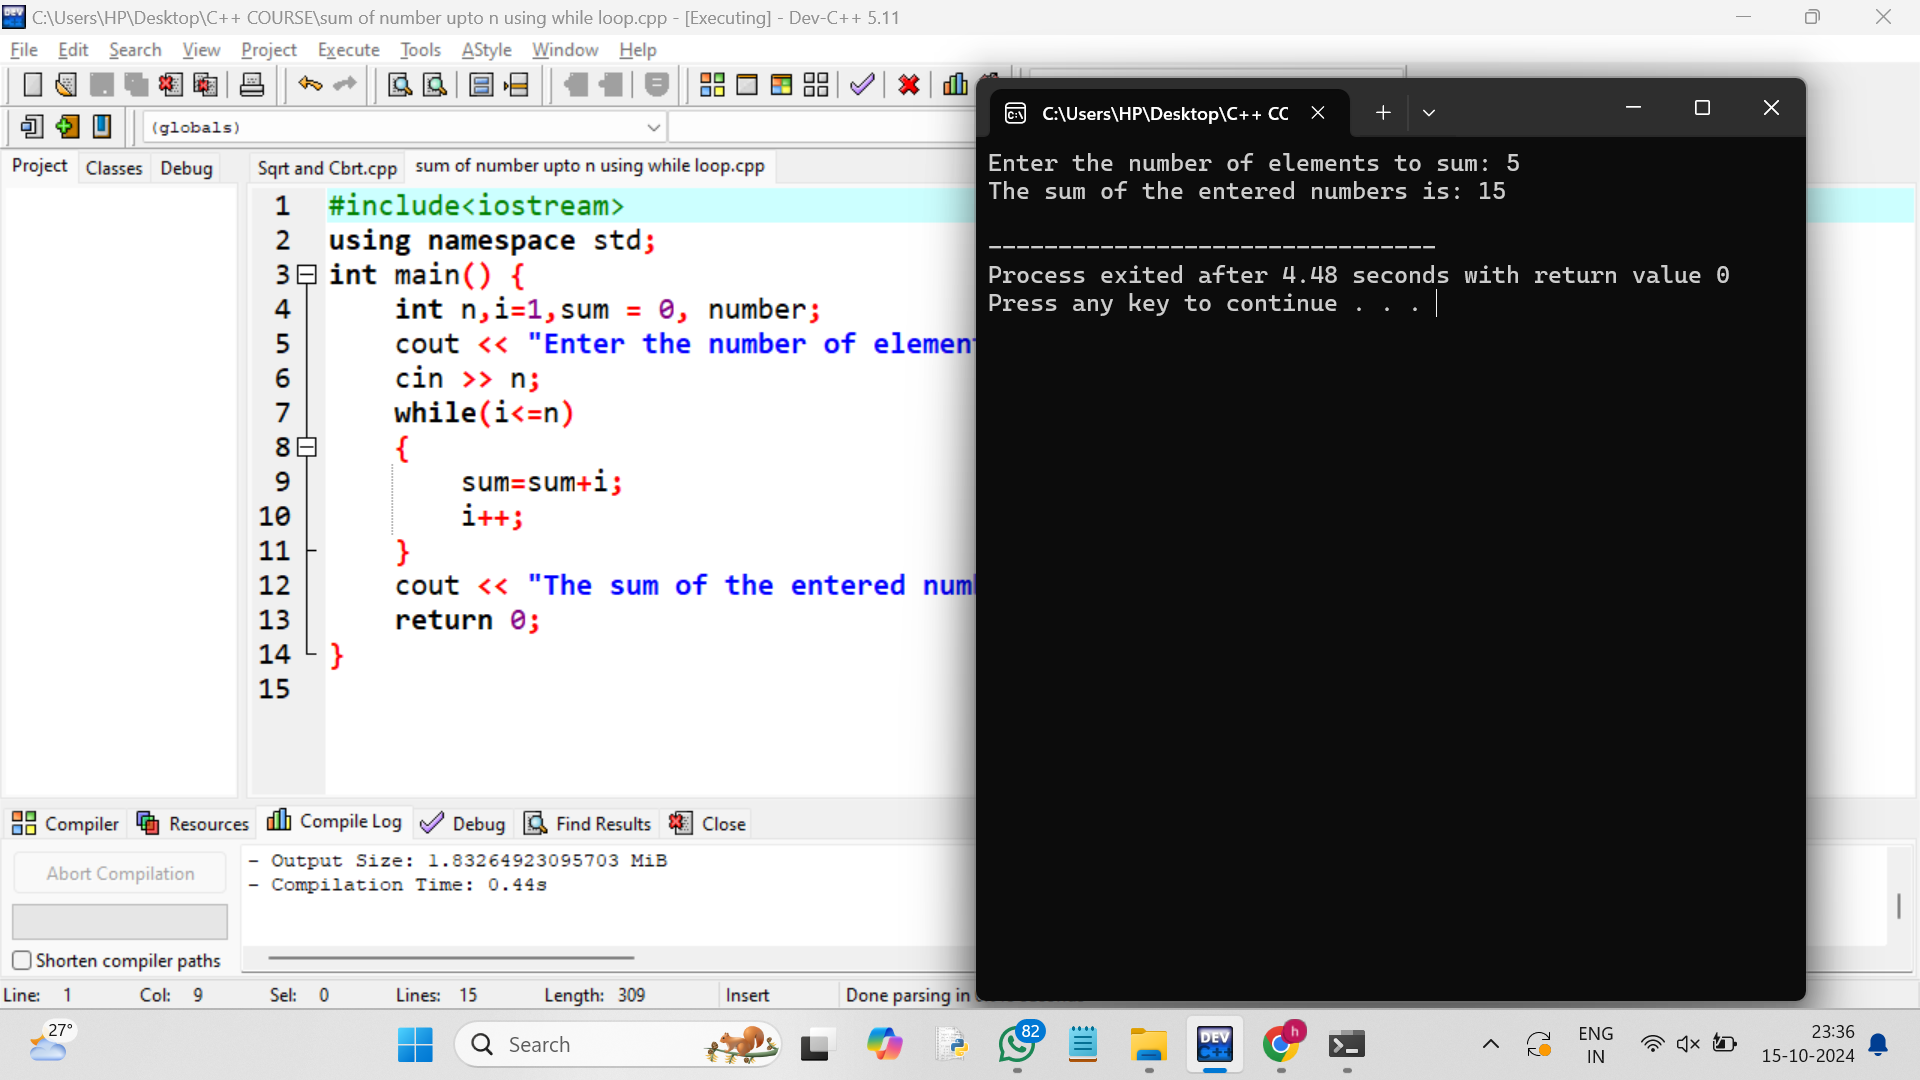 C:\Users\HP\Desktop\C++ COURSE\sum of number upto n using while loop.cpp - [Executing] - Dev-C++ 5.11
File Edit Search View Project Execute Tools AStyle Window Help
(globals)
Project Classes Debug
Sqrt and Cbrt.cpp sum of number upto n using while loop.cpp
1 #include<iostream>
2 using namespace std;
3 int main() {
4 int n,i=1,sum = 0, number;
5 cout << "Enter the number of element
6 cin >> n;
7 while(i<=n)
8 {
9 sum=sum+i;
10 i++;
11 }
12 cout << "The sum of the entered num
13 return 0;
14 }
15
C:\Users\HP\Desktop\C++ CC
Enter the number of elements to sum: 5
The sum of the entered numbers is: 15
--------------------------------
Process exited after 4.48 seconds with return value 0
Press any key to continue . . .
Compiler Resources Compile Log Debug Find Results Close
Abort Compilation
Shorten compiler paths
- Output Size: 1.83264923095703 MiB
- Compilation Time: 0.44s
Line: 1 Col: 9 Sel: 0 Lines: 15 Length: 309 Insert Done parsing in
27°
Search
82
DEV C++
h
ENG
IN
23:36
15-10-2024